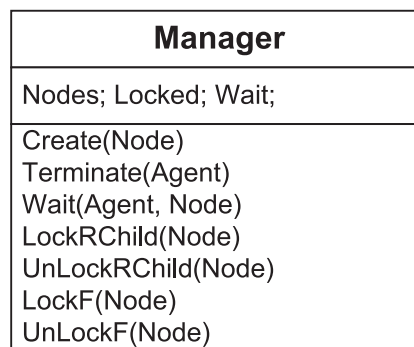 Manager
Nodes; Locked; Wait;
Create(Node)
Terminate(Agent)
Wait(Agent, Node)
LockRChild(Node)
UnLockRChild(Node)
LockF(Node)
UnLockF(Node)